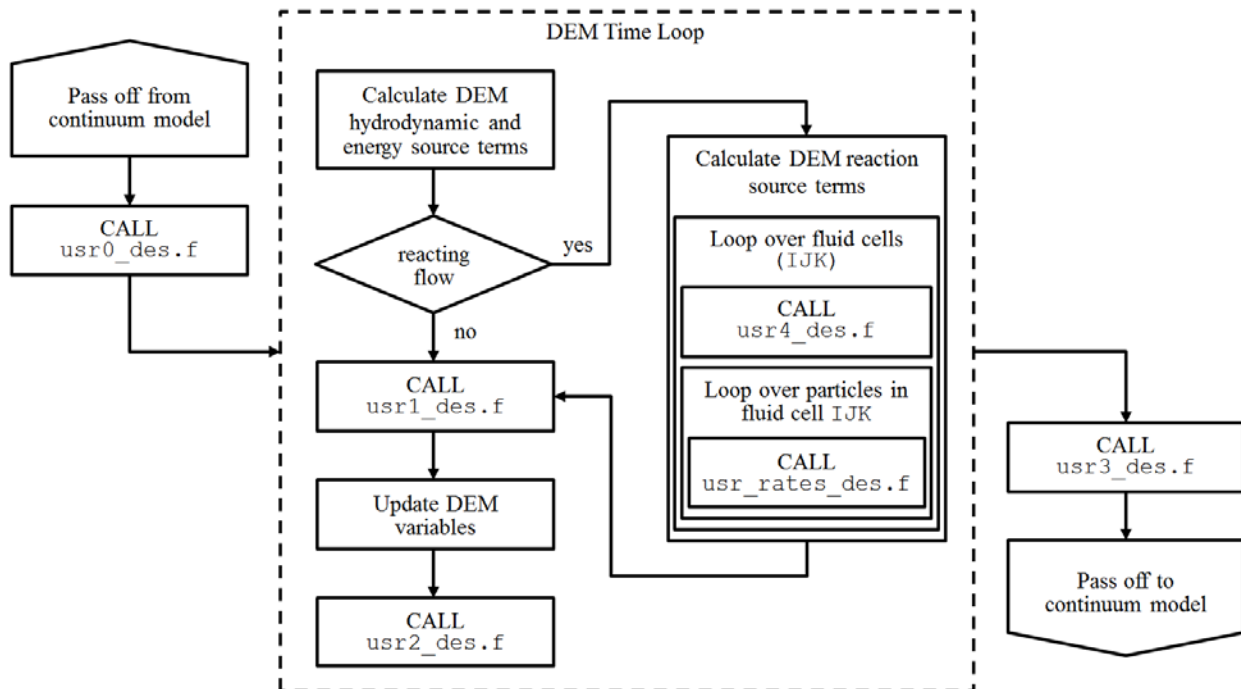 DEM Time Loop
Pass off from
continuum model
CALL
usr0_des.f
Calculate DEM
hydrodynamic and
energy source terms
reacting
flow
yes
no
CALL
usr1_des.f
Update DEM
variables
CALL
usr2_des.f
Calculate DEM reaction
source terms
Loop over fluid cells
(IJK)
CALL
usr4_des.f
Loop over particles in
fluid cell IJK
CALL
usr_rates_des.f
CALL
usr3_des.f
Pass off to
continuum model